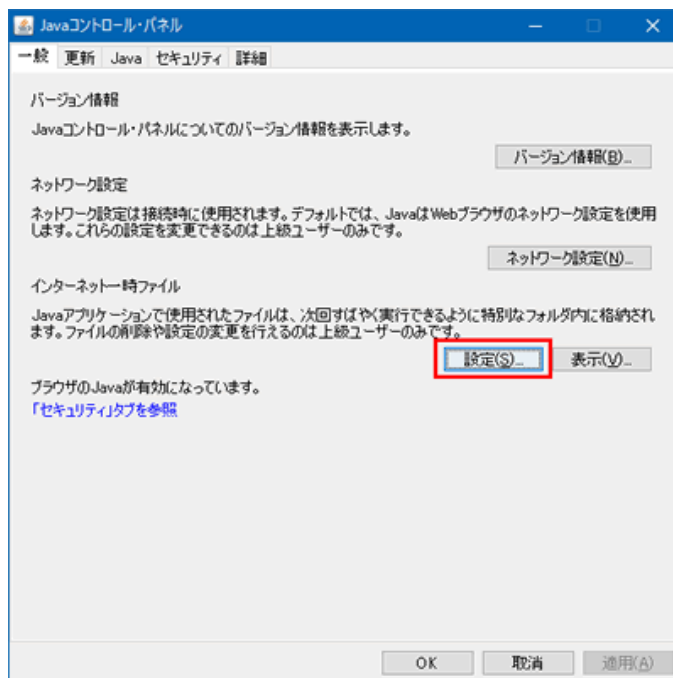 Javaコントロール・パネル
一般 更新 Java セキュリティ 詳細
バージョン情報
Javaコントロール・パネルについてのバージョン情報を表示します。
バージョン情報(B)...
ネットワーク設定
ネットワーク設定は接続時に使用されます。デフォルトでは、JavaはWebブラウザのネットワーク設定を使用
します。これらの設定を変更できるのは上級ユーザーのみです。
ネットワーク設定(N)...
インターネット一時ファイル
Javaアプリケーションで使用されたファイルは、次回すばやく実行できるように特別なフォルダ内に格納され
ます。ファイルの削除や設定の変更を行えるのは上級ユーザーのみです。
設定(S)... 表示(V)...
ブラウザのJavaが有効になっています。
「セキュリティ」タブを参照
OK 取消 適用(A)